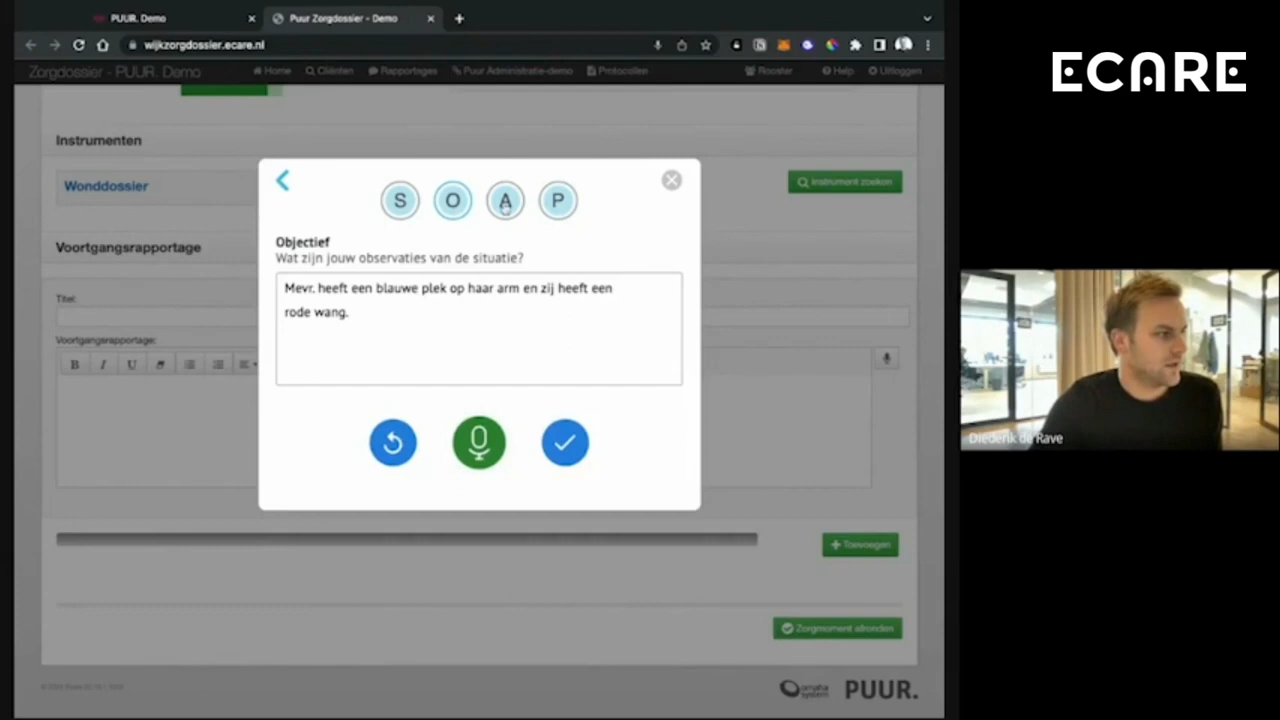 PUUR. Demo
Puur Zorgdossier - Demo
wijkzorgdossier.ecare.nl
Zorgdossier - PUUR. Demo
Home
Cliënten
Rapportages
Puur Administratie-demo
Protocollen
Rooster
Help
Uitloggen
ECARE
Instrumenten
Wonddossier
Instrument zoeken
S O A P
Objectief
Wat zijn jouw observaties van de situatie?
Mevr. heeft een blauwe plek op haar arm en zij heeft een
rode wang.
Voortgangsrapportage
Titel:
Voortgangsrapportage:
B I U
Diederik de Rave
Toevoegen
Zorgmoment afronden
omaha
system
PUUR.